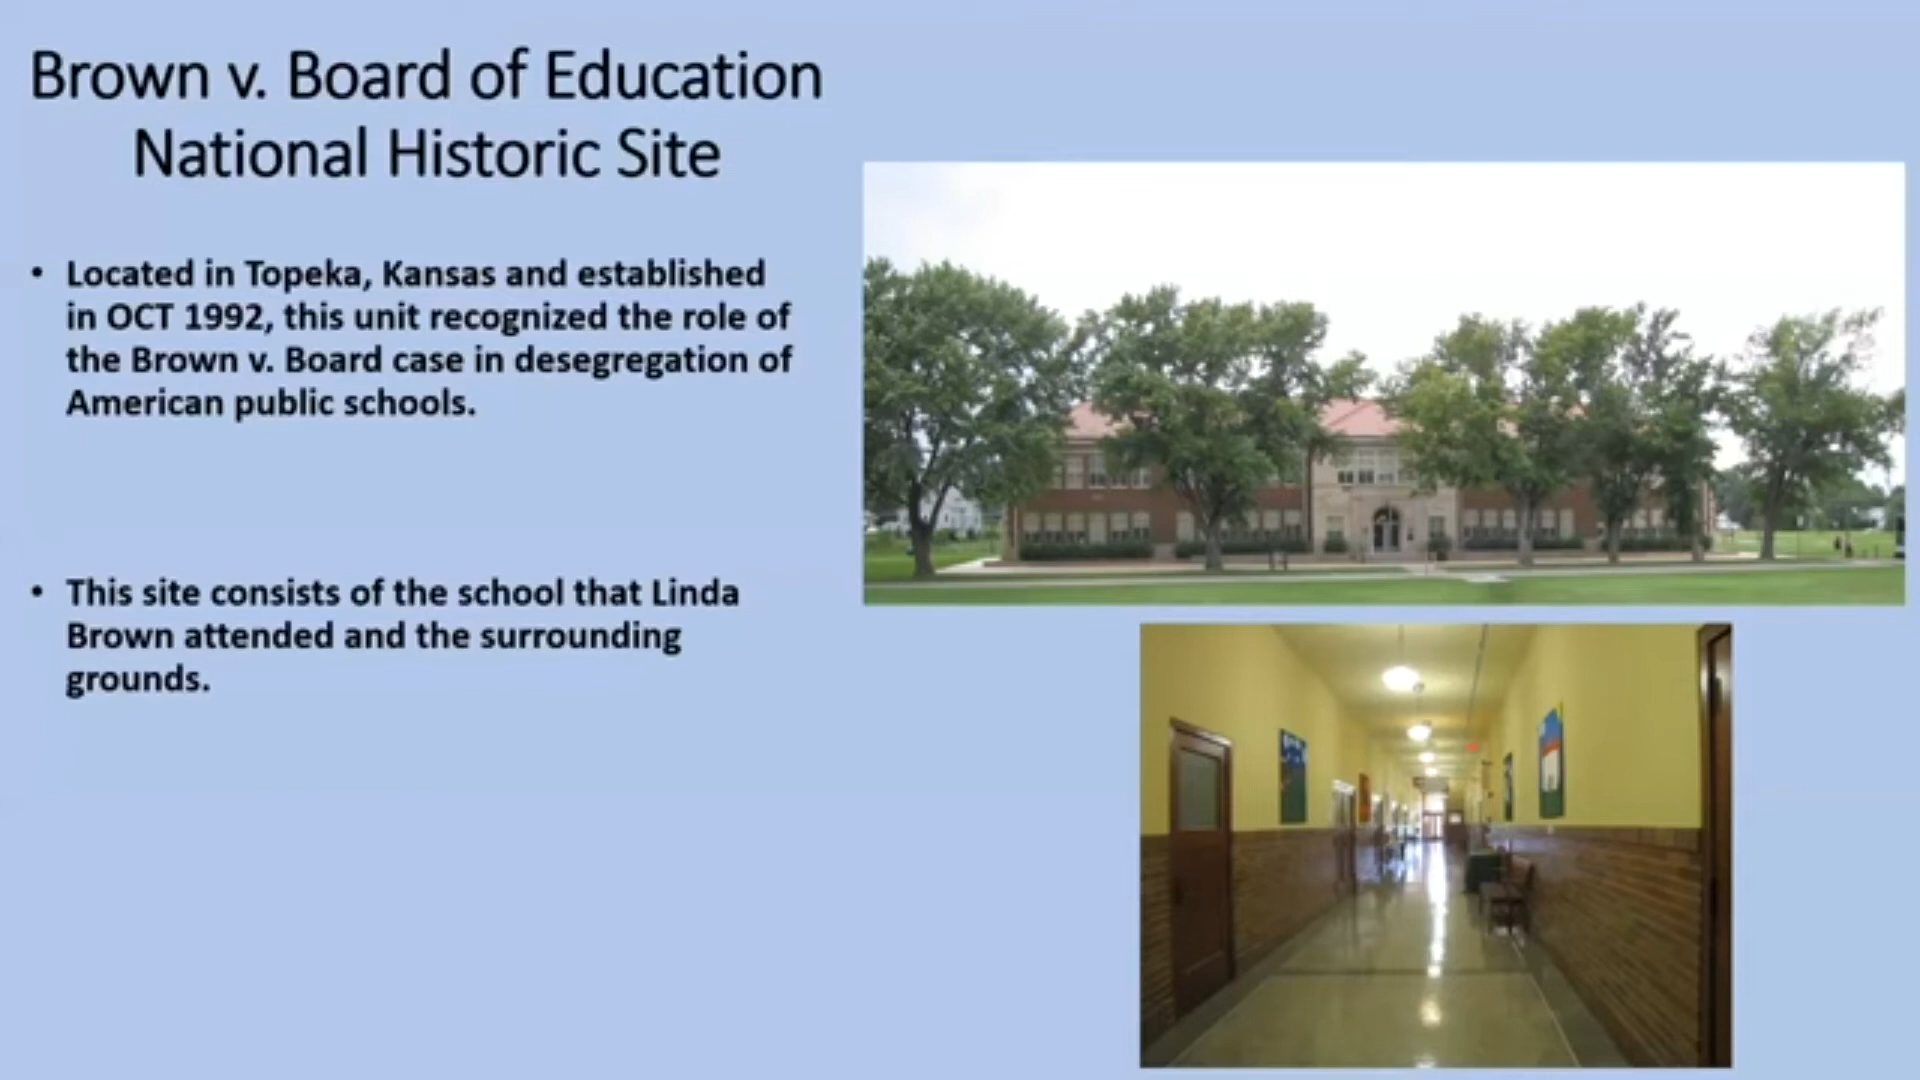 Brown v. Board of Education
National Historic Site
• Located in Topeka, Kansas and established
in OCT 1992, this unit recognized the role of
the Brown v. Board case in desegregation of
American public schools.
• This site consists of the school that Linda
Brown attended and the surrounding
grounds.